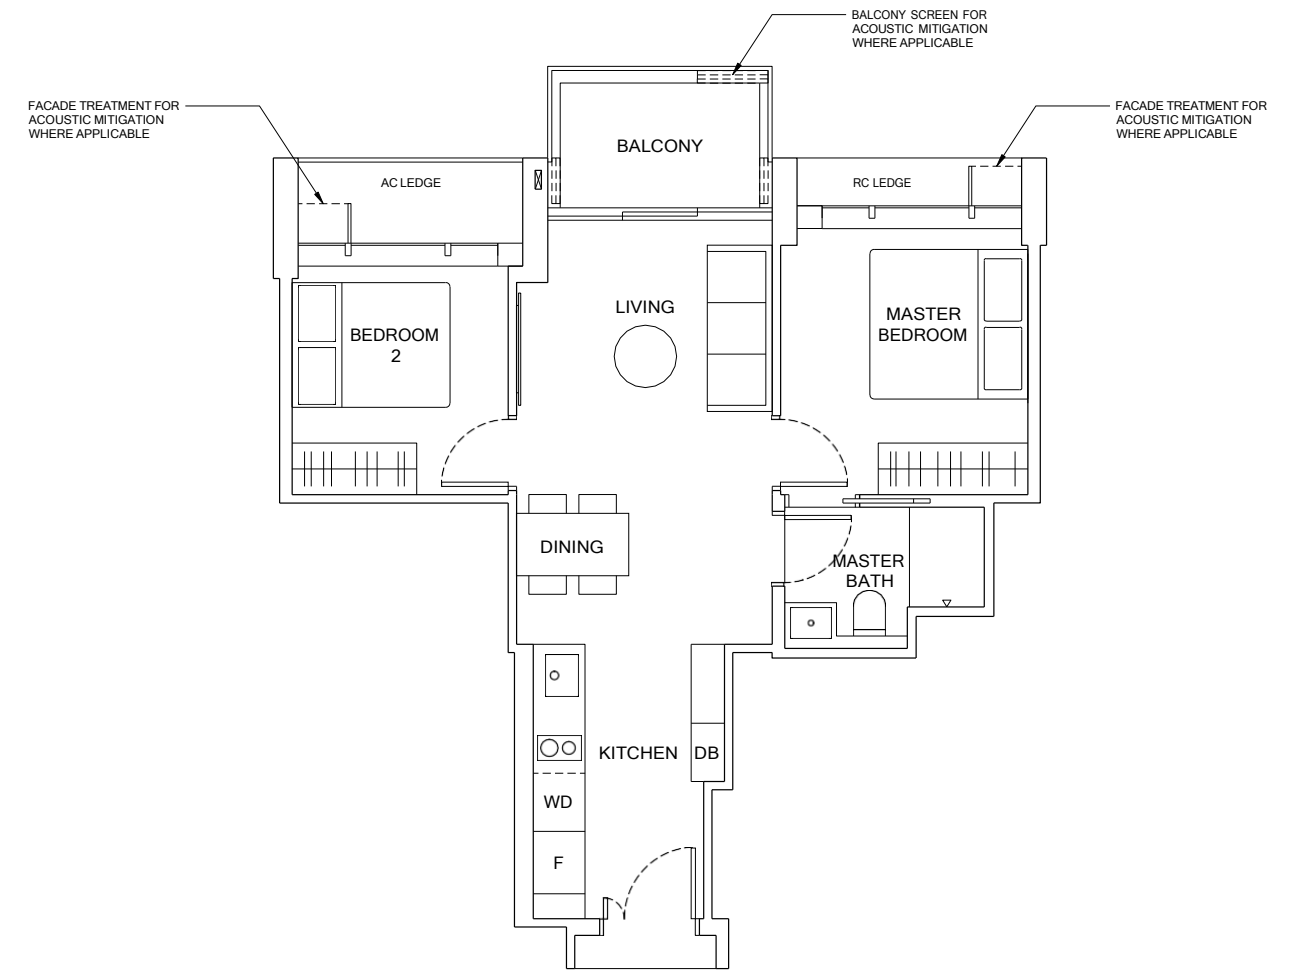 BALCONY SCREEN FOR
ACOUSTIC MITIGATION
WHERE APPLICABLE
FACADE TREATMENT FOR
ACOUSTIC MITIGATION
WHERE APPLICABLE
FACADE TREATMENT FOR
ACOUSTIC MITIGATION
WHERE APPLICABLE
BALCONY
AC LEDGE
RC LEDGE
LIVING
MASTER
BEDROOM
BEDROOM
2
DINING
MASTER
BATH
KITCHEN
DB
WD
F